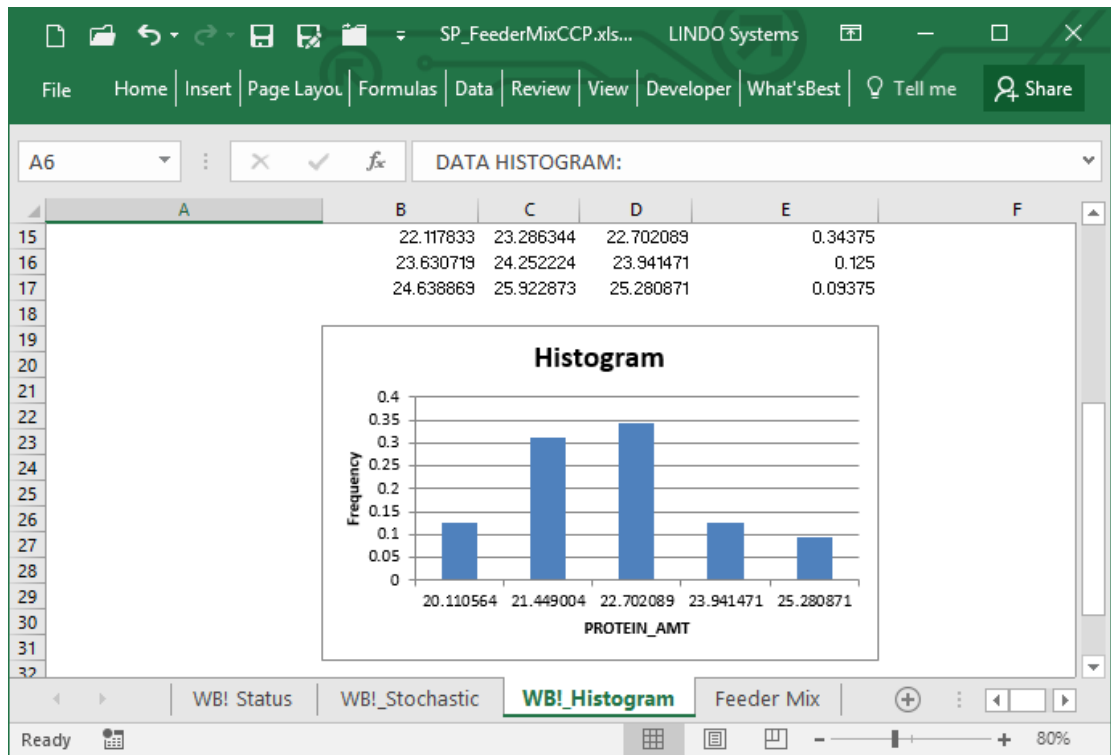 SP_FeederMixCCP.xls... LINDO Systems
File Home Insert Page Layou Formulas Data Review View Developer What'sBest Tell me Share
A6 fx DATA HISTOGRAM:
A B C D E F
15 22.117833 23.286344 22.702089 0.34375
16 23.630719 24.252224 23.941471 0.125
17 24.638869 25.922873 25.280871 0.09375
18
19
20
21
22
23
24
25
26
27
28
29
30
31
32
Histogram
0.4
0.35
0.3
0.25
0.2
0.15
0.1
0.05
0
Frequency
20.110564 21.449004 22.702089 23.941471 25.280871
PROTEIN_AMT
WB! Status WB!_Stochastic WB!_Histogram Feeder Mix
Ready 80%